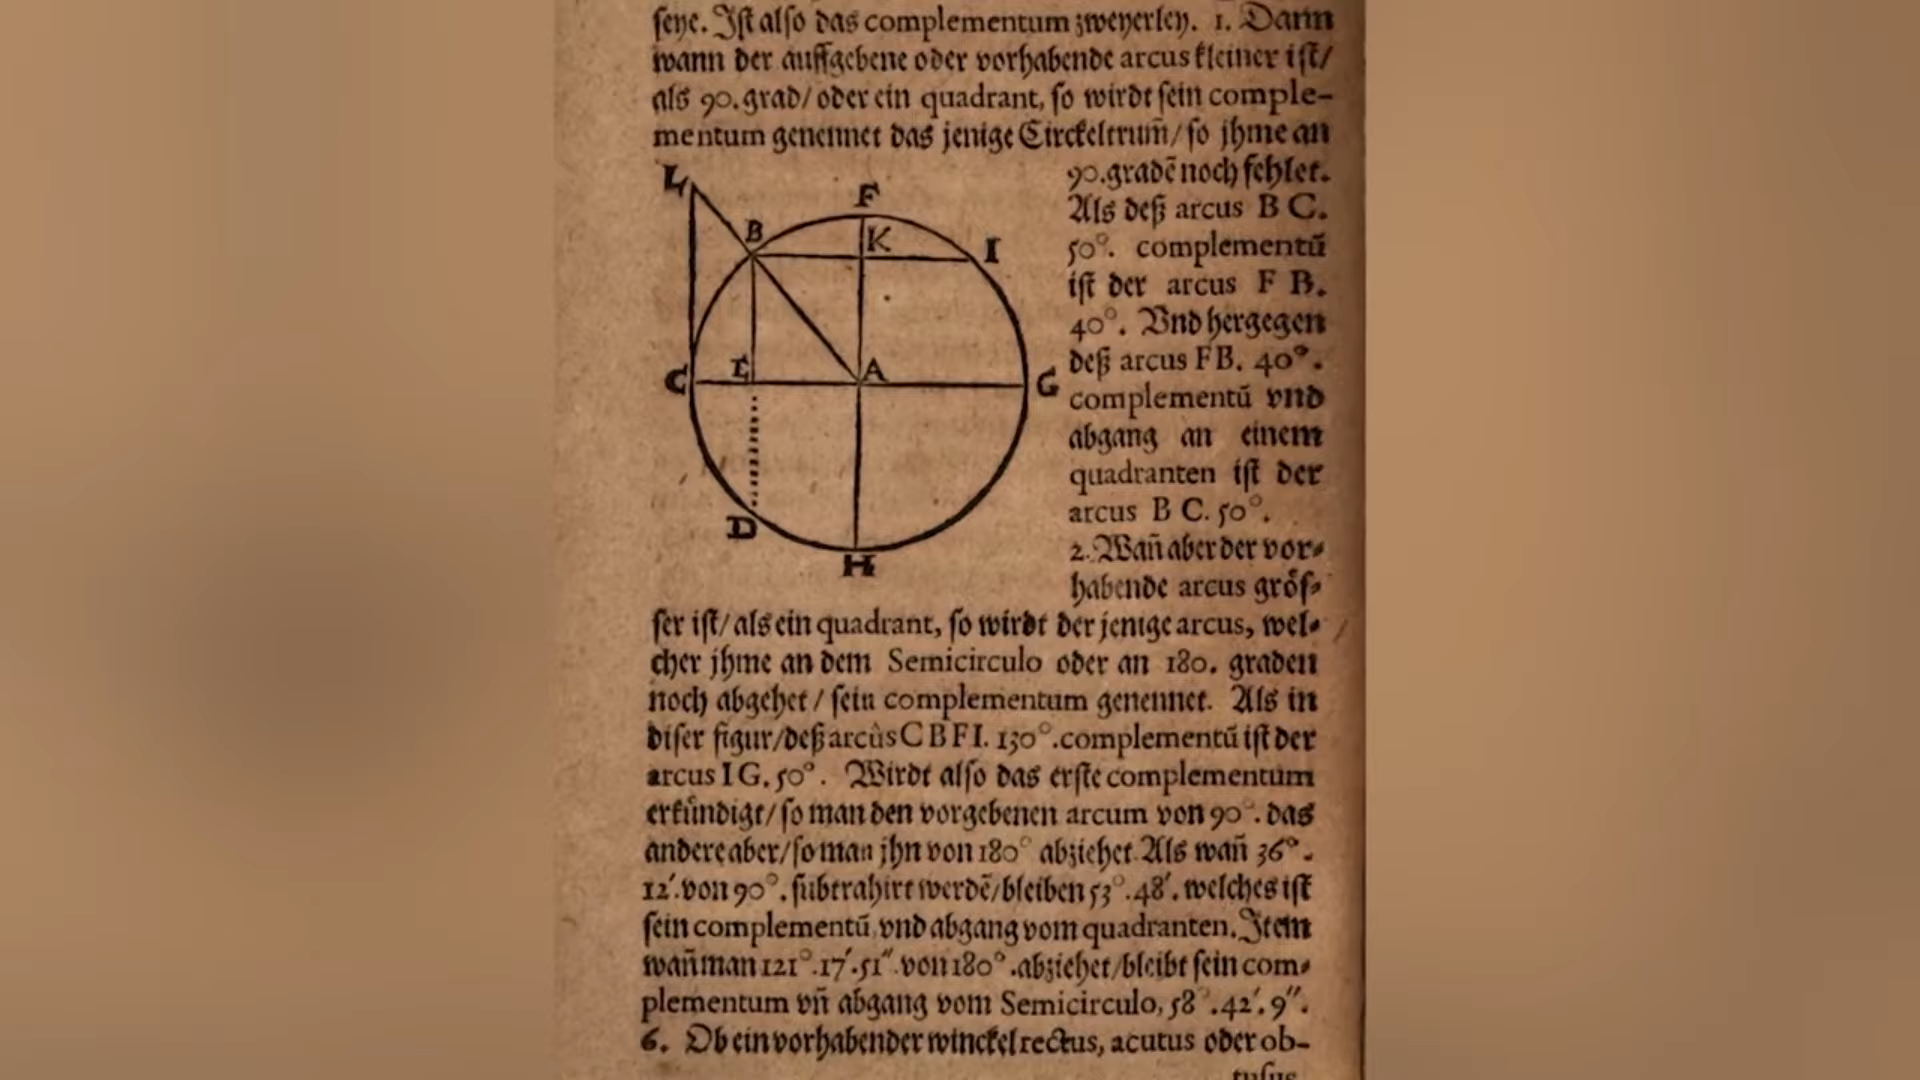 seye. Jst also das complementum zweyerley. 1. Dann
wann der auffgebene oder vorhabende arcus kleiner ist/
als 90. grad/ oder ein quadrant, so wirdt sein comple-
mentum genennet das jenige Circkeltrum̃/ so jhme an
90. gradẽ noch fehlet.
Als deß arcus B C.
50°. complementũ
ist der arcus F B.
40°. Vnd hergegen
deß arcus FB. 40°.
complementũ vnd
abgang an einem
quadranten ist der
arcus B C. 50°.
2. Wañ aber der vor-
habende arcus grös-
ser ist/ als ein quadrant, so wirdt der jenige arcus, wel-
cher jhme an dem Semicirculo oder an 180. graden
noch abgehet / sein complementum genennet. Als in
diser figur/ deß arcûs C B F I. 130°. complementũ ist der
arcus I G. 50°. Wirdt also das erste complementum
erkündigt/ so man den vorgebenen arcum von 90°. das
andere aber/ so man jhn von 180° abziehet. Als wañ 36°.
12′. von 90°. subtrahirt werdẽ/ bleiben 53°. 48′. welches ist
sein complementũ vnd abgang vom quadranten. Jtem
wañ man 121°. 17′. 51″. von 180°. abziehet/ bleibt sein com-
plementum vñ abgang vom Semicirculo, 58°. 42′. 9″.
6. Ob ein vorhabender winckel rectus, acutus oder ob-
tusus
L
F
B
K
I
C
E
A
G
D
H